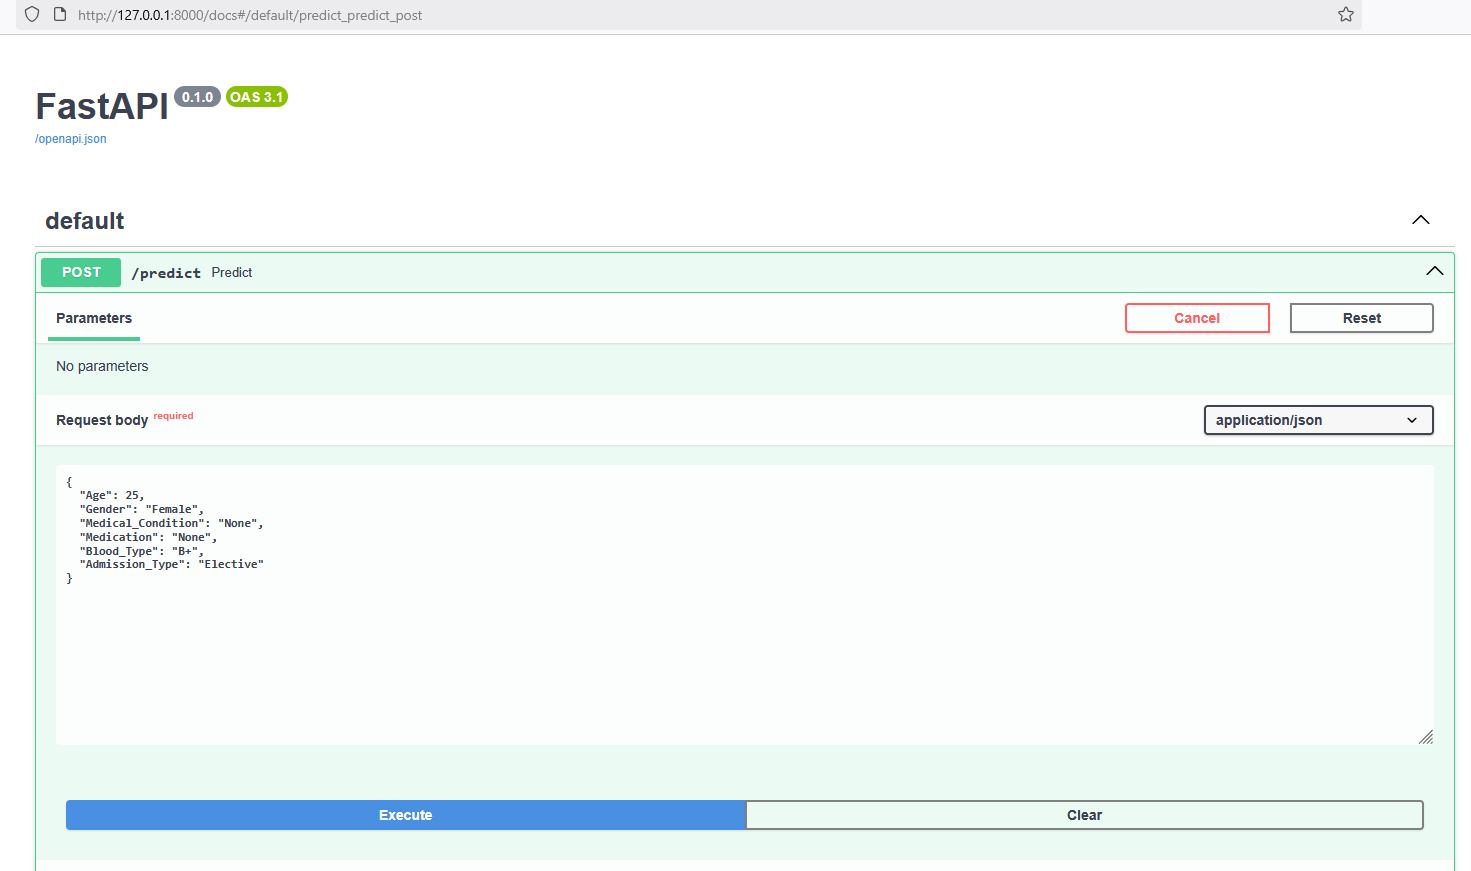 http://127.0.0.1:8000/docs#/default/predict_predict_post
FastAPI 0.1.0 OAS 3.1
/openapi.json
default
POST /predict Predict
Parameters Cancel Reset
No parameters
Request body required application/json
{
  "Age": 25,
  "Gender": "Female",
  "Medical_Condition": "None",
  "Medication": "None",
  "Blood_Type": "B+",
  "Admission_Type": "Elective"
}
Execute Clear